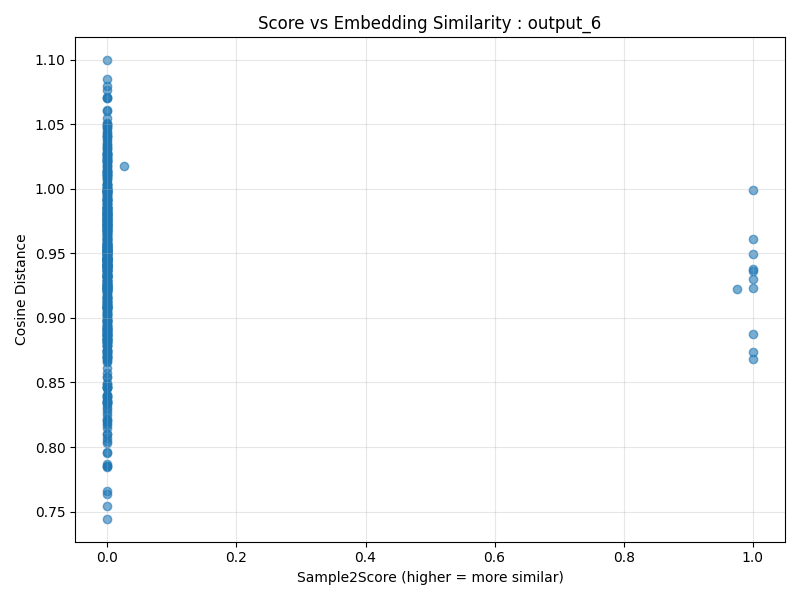 Score vs Embedding Similarity : output_6
1.10
1.05
1.00
0.95
0.90
0.85
0.80
0.75
Cosine Distance
0.0 0.2 0.4 0.6 0.8 1.0
Sample2Score (higher = more similar)